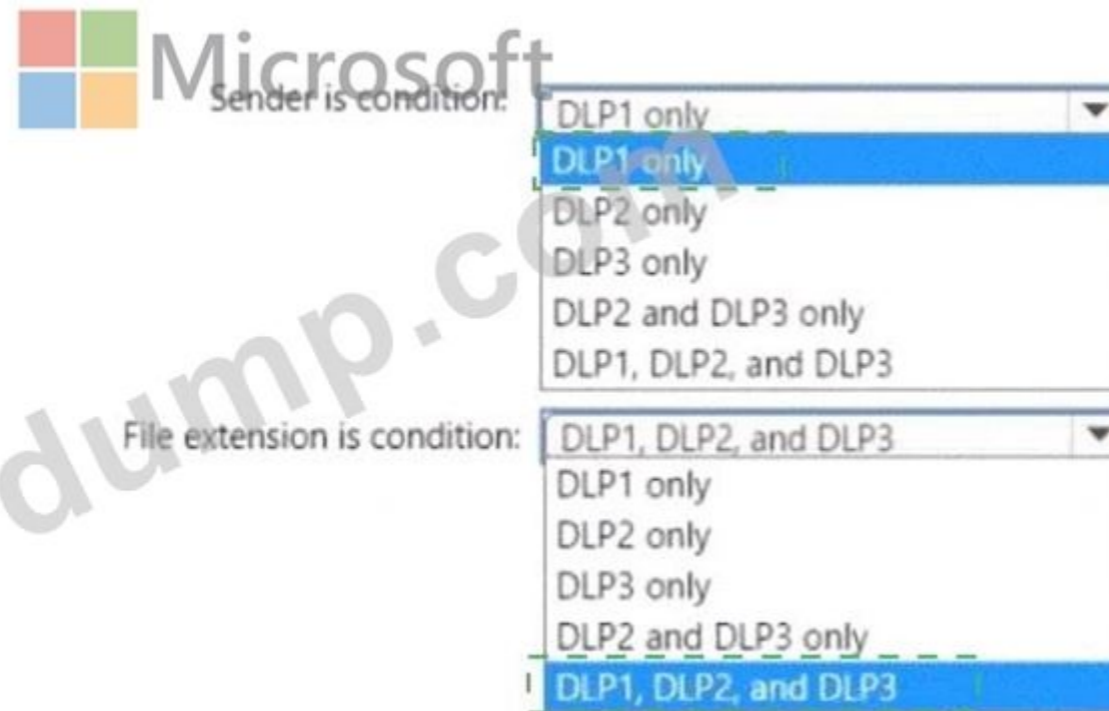 Microsoft
Sender is condition:
DLP1 only
DLP1 only
DLP2 only
DLP3 only
DLP2 and DLP3 only
DLP1, DLP2, and DLP3
dump.com
File extension is condition:
DLP1, DLP2, and DLP3
DLP1 only
DLP2 only
DLP3 only
DLP2 and DLP3 only
DLP1, DLP2, and DLP3